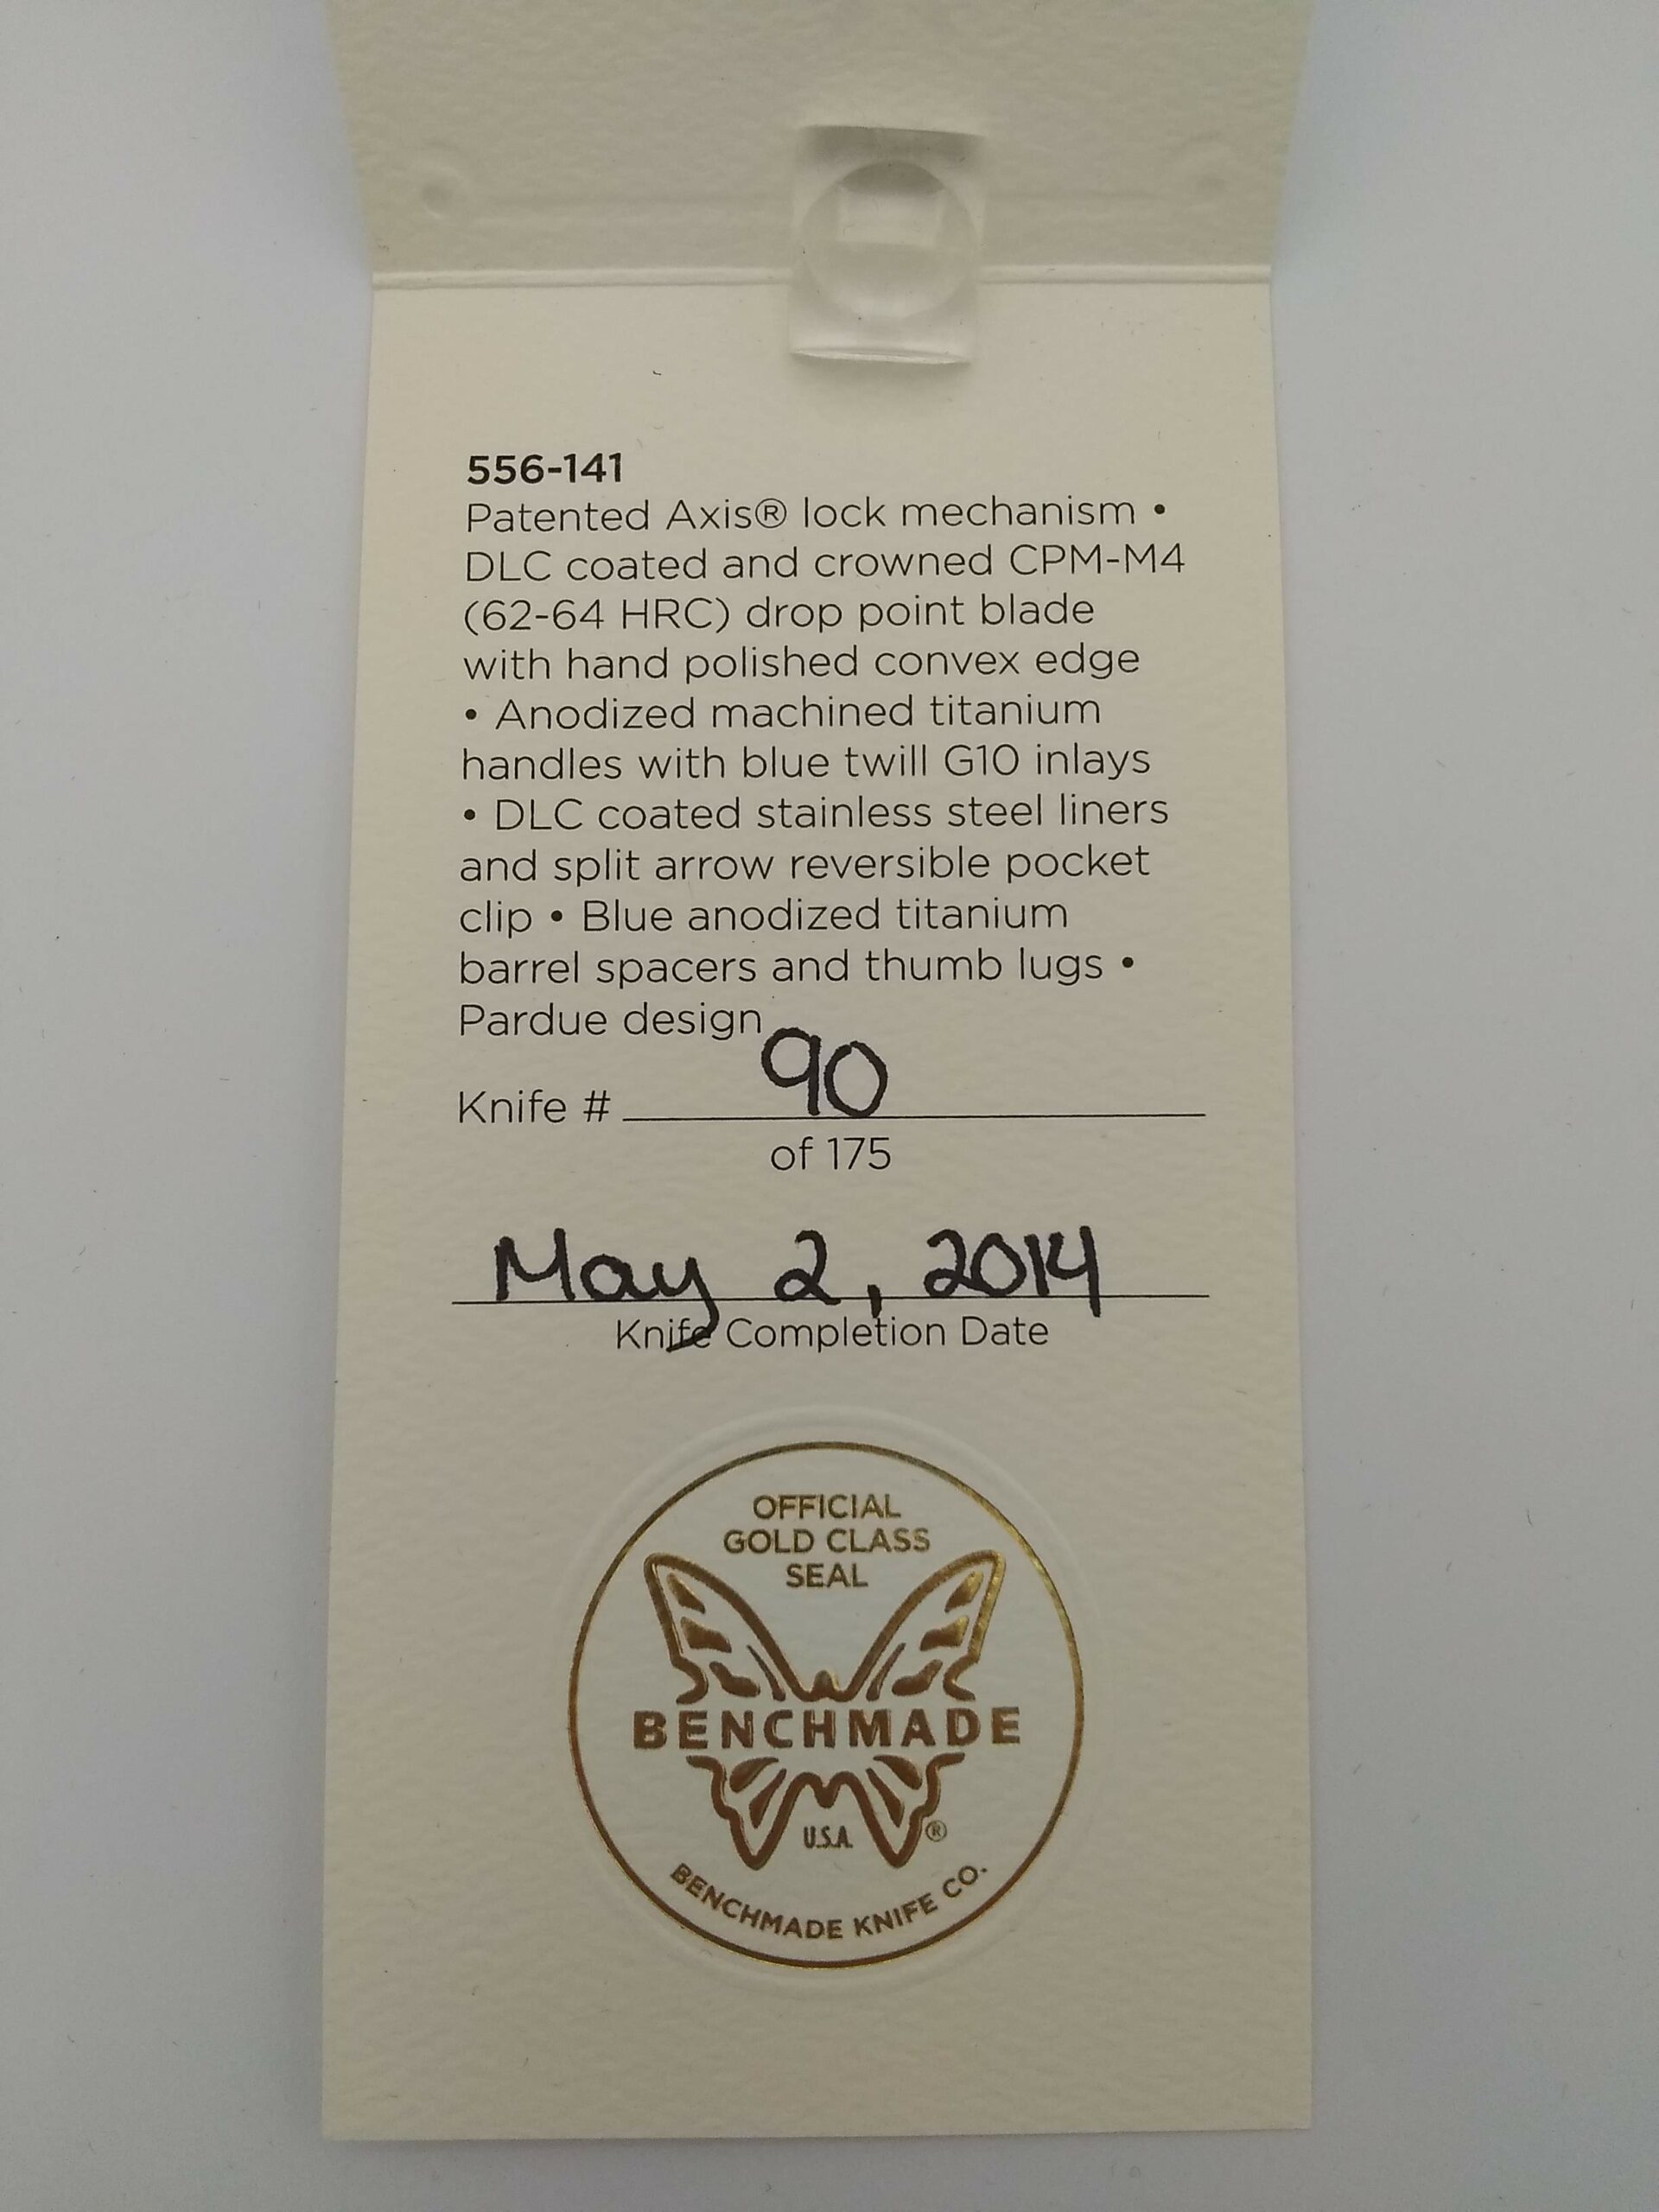 556-141
Patented Axis® lock mechanism •
DLC coated and crowned CPM-M4
(62-64 HRC) drop point blade
with hand polished convex edge
• Anodized machined titanium
handles with blue twill G10 inlays
• DLC coated stainless steel liners
and split arrow reversible pocket
clip • Blue anodized titanium
barrel spacers and thumb lugs •
Pardue design
Knife # 90
of 175
May 2, 2014
Knife Completion Date
OFFICIAL
GOLD CLASS
SEAL
BENCHMADE
U.S.A. ®
BENCHMADE KNIFE CO.